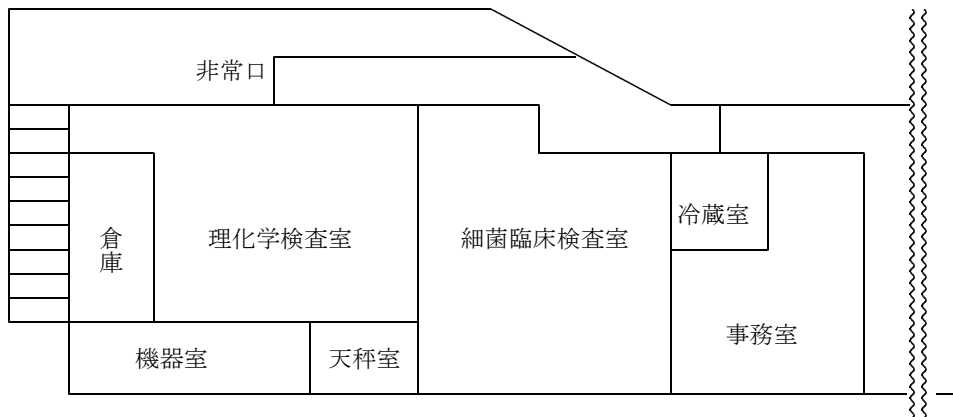 非常口
冷蔵室
倉庫
理化学検査室
細菌臨床検査室
事務室
機器室
天秤室